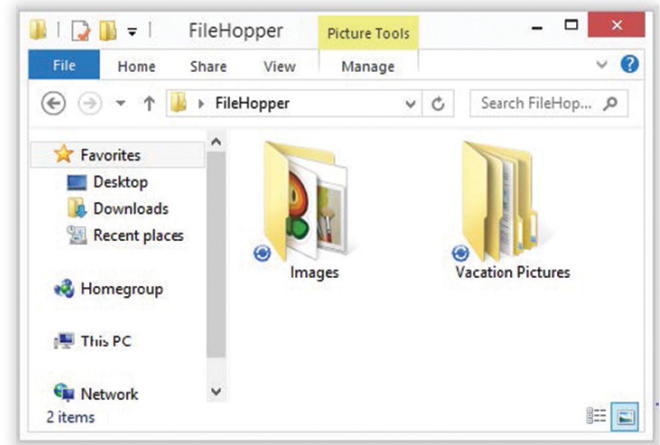 FileHopper
Picture Tools
File Home Share View Manage
FileHopper
Search FileHop...
Favorites
Desktop
Downloads
Recent places
Homegroup
This PC
Network
Images
Vacation Pictures
2 items